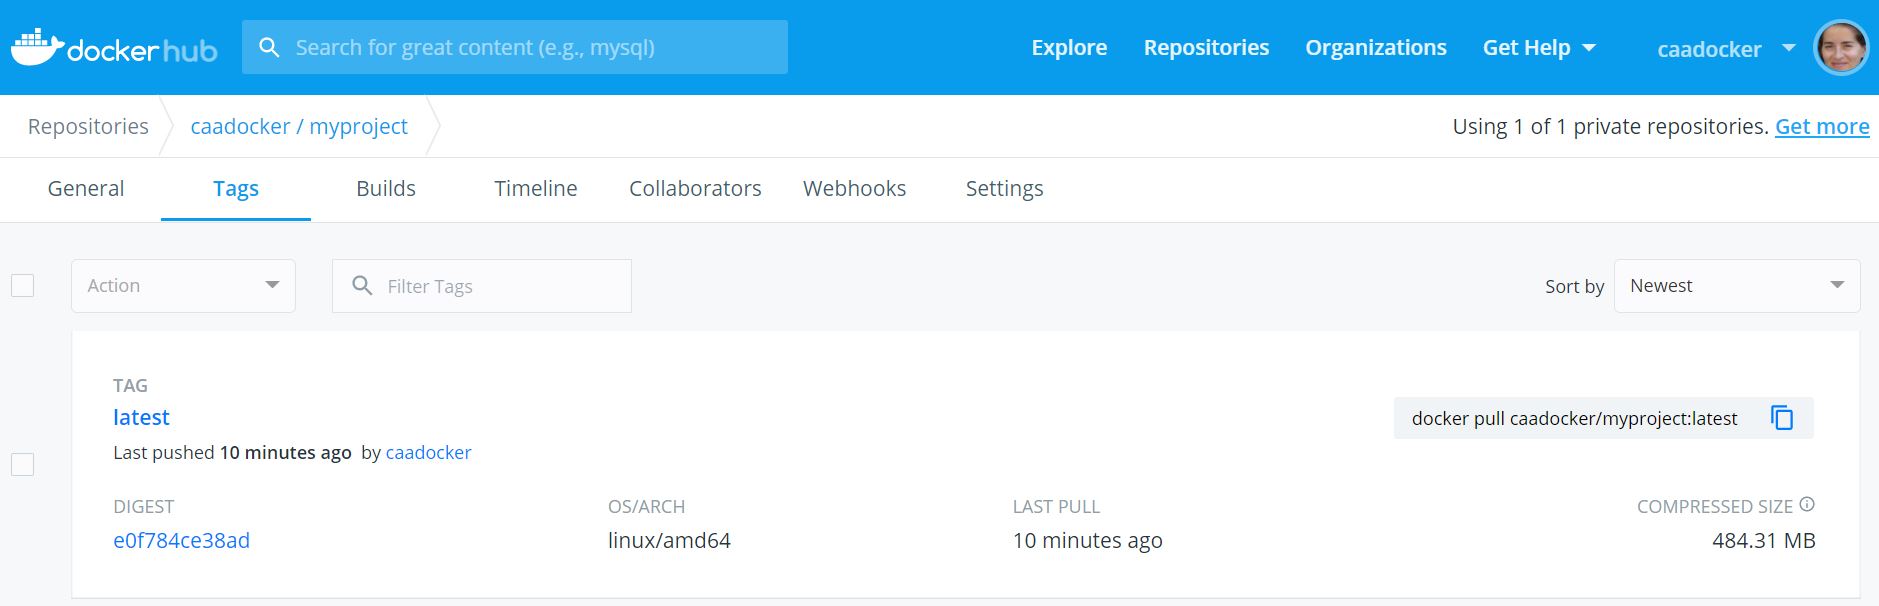 docker hub
Search for great content (e.g., mysql)
Explore
Repositories
Organizations
Get Help
caadocker
Repositories
caadocker / myproject
Using 1 of 1 private repositories. Get more
General
Tags
Builds
Timeline
Collaborators
Webhooks
Settings
Action
Filter Tags
Sort by
Newest
TAG
latest
docker pull caadocker/myproject:latest
Last pushed 10 minutes ago by caadocker
DIGEST
OS/ARCH
LAST PULL
COMPRESSED SIZE
e0f784ce38ad
linux/amd64
10 minutes ago
484.31 MB